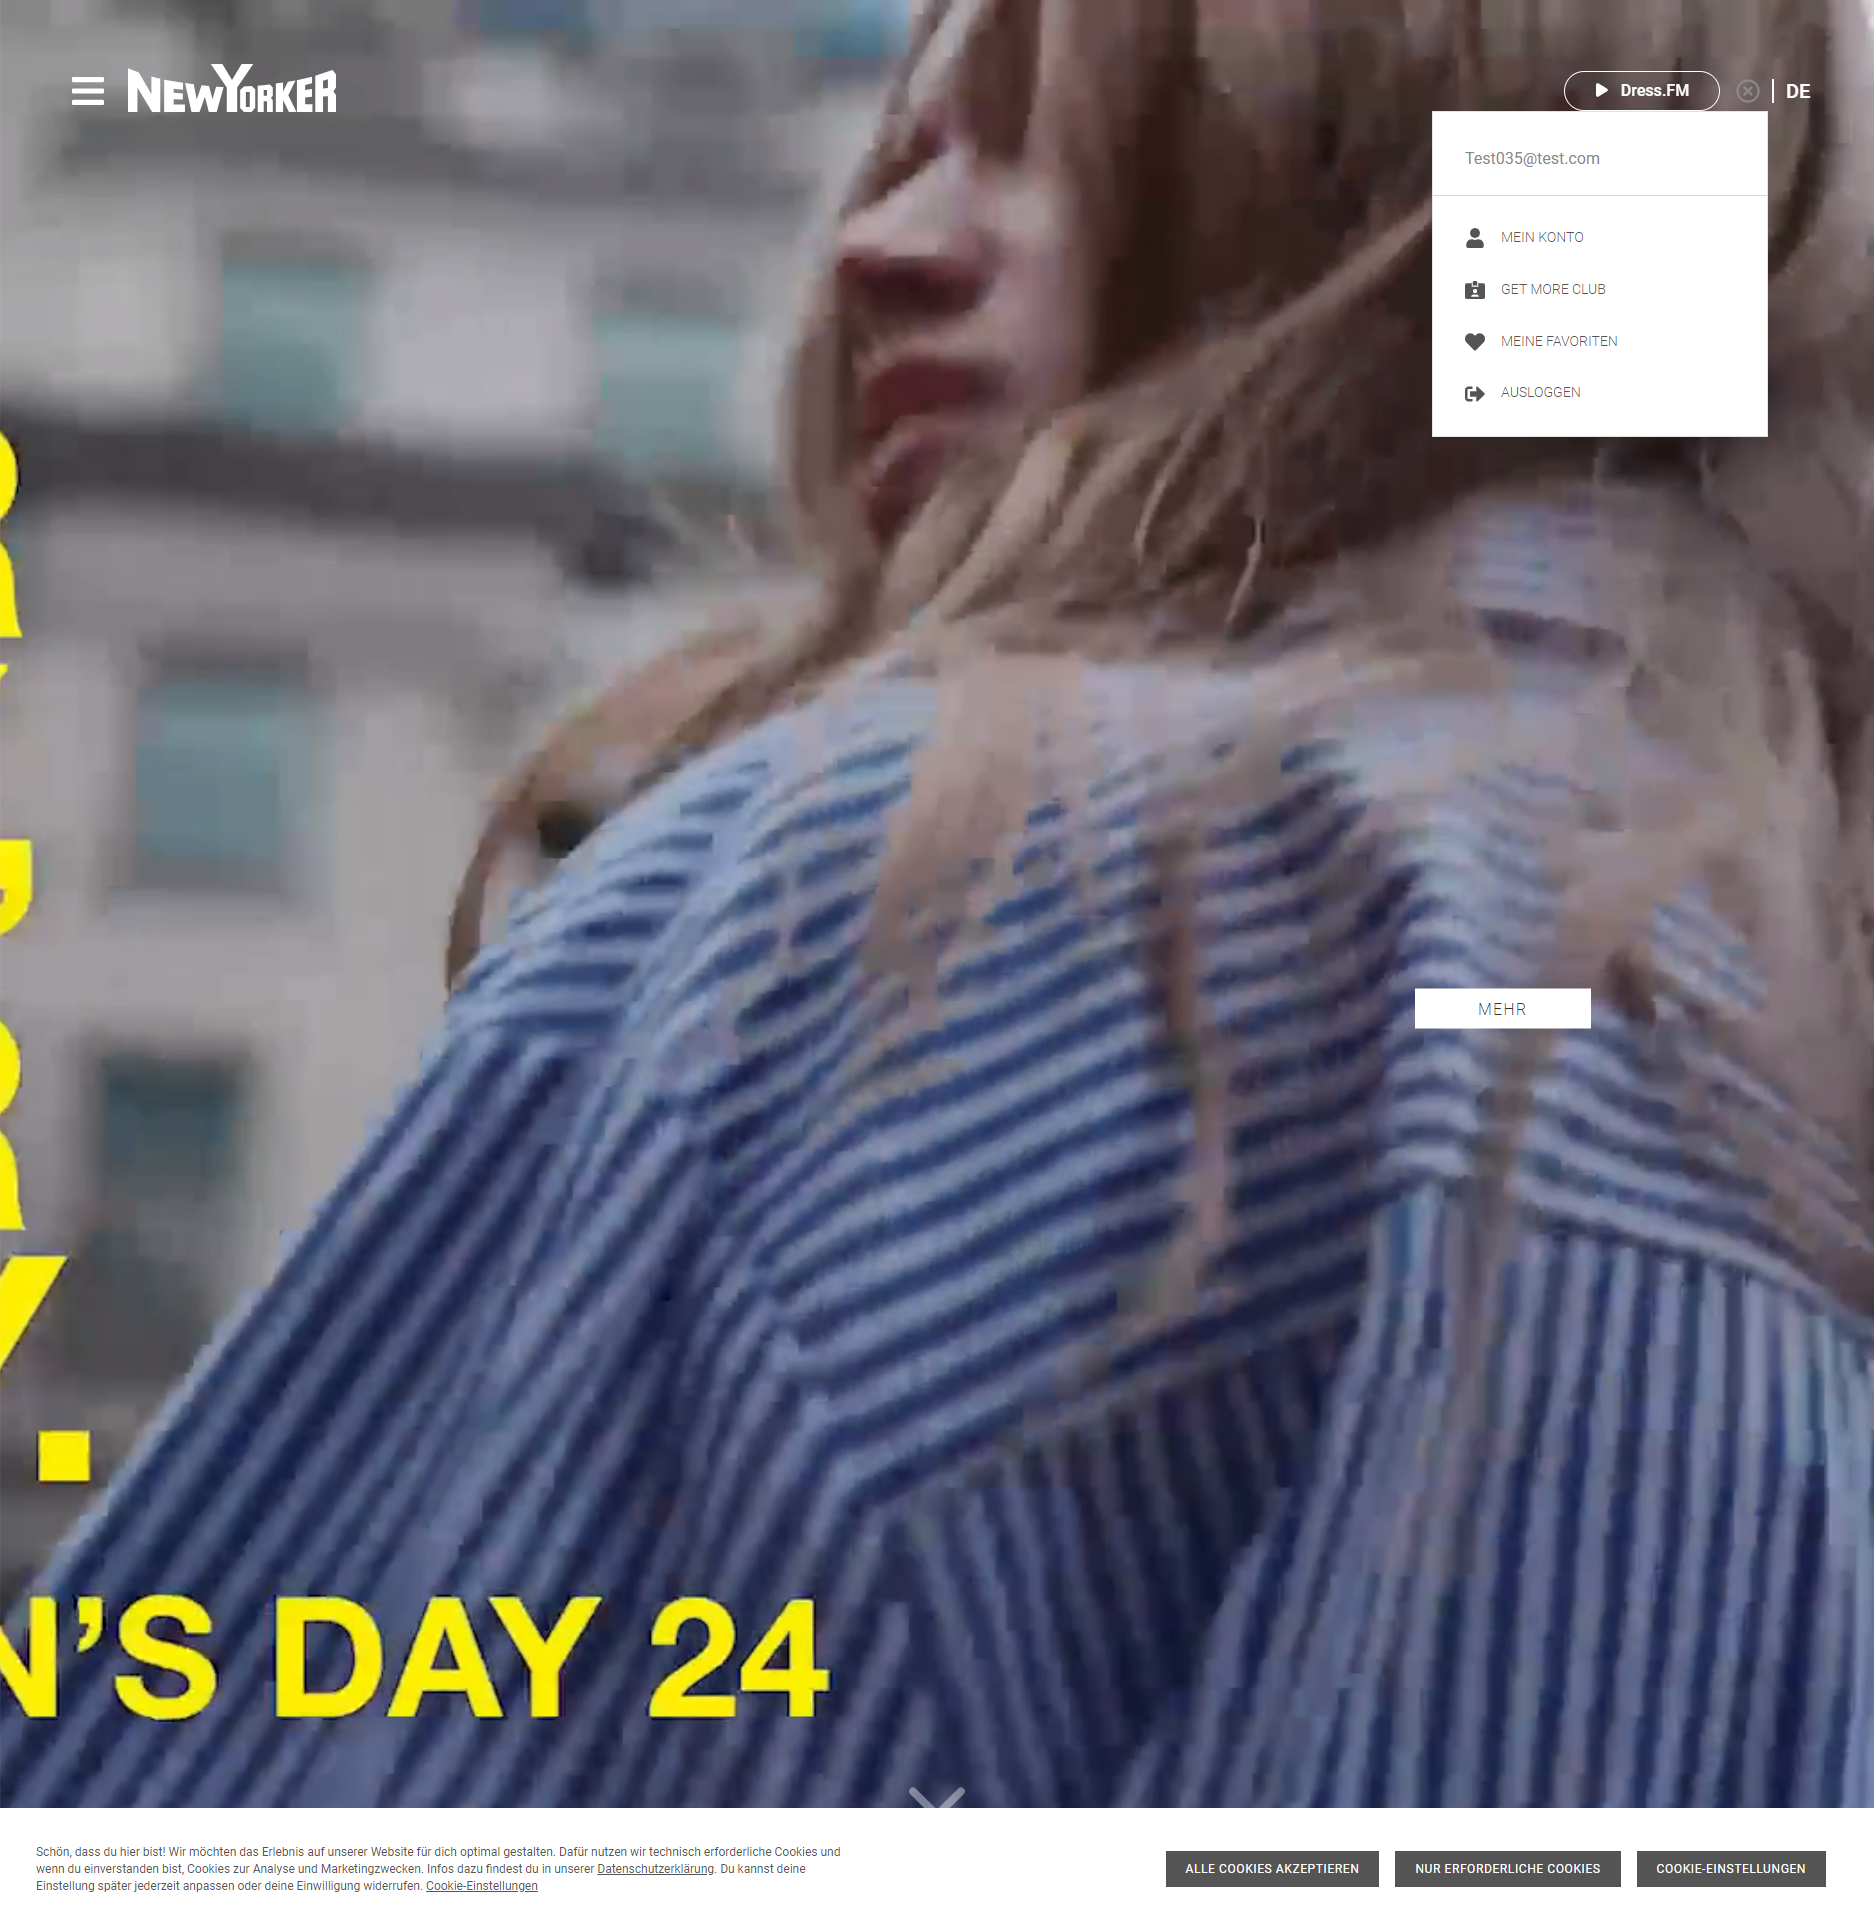 NEWYORKER
Dress.FM
DE
Test035@test.com
MEIN KONTO
GET MORE CLUB
MEINE FAVORITEN
AUSLOGGEN
MEHR
N’S DAY 24
Schön, dass du hier bist! Wir möchten das Erlebnis auf unserer Website für dich optimal gestalten. Dafür nutzen wir technisch erforderliche Cookies und
wenn du einverstanden bist, Cookies zur Analyse und Marketingzwecken. Infos dazu findest du in unserer Datenschutzerklärung. Du kannst deine
Einstellung später jederzeit anpassen oder deine Einwilligung widerrufen. Cookie-Einstellungen
ALLE COOKIES AKZEPTIEREN
NUR ERFORDERLICHE COOKIES
COOKIE-EINSTELLUNGEN